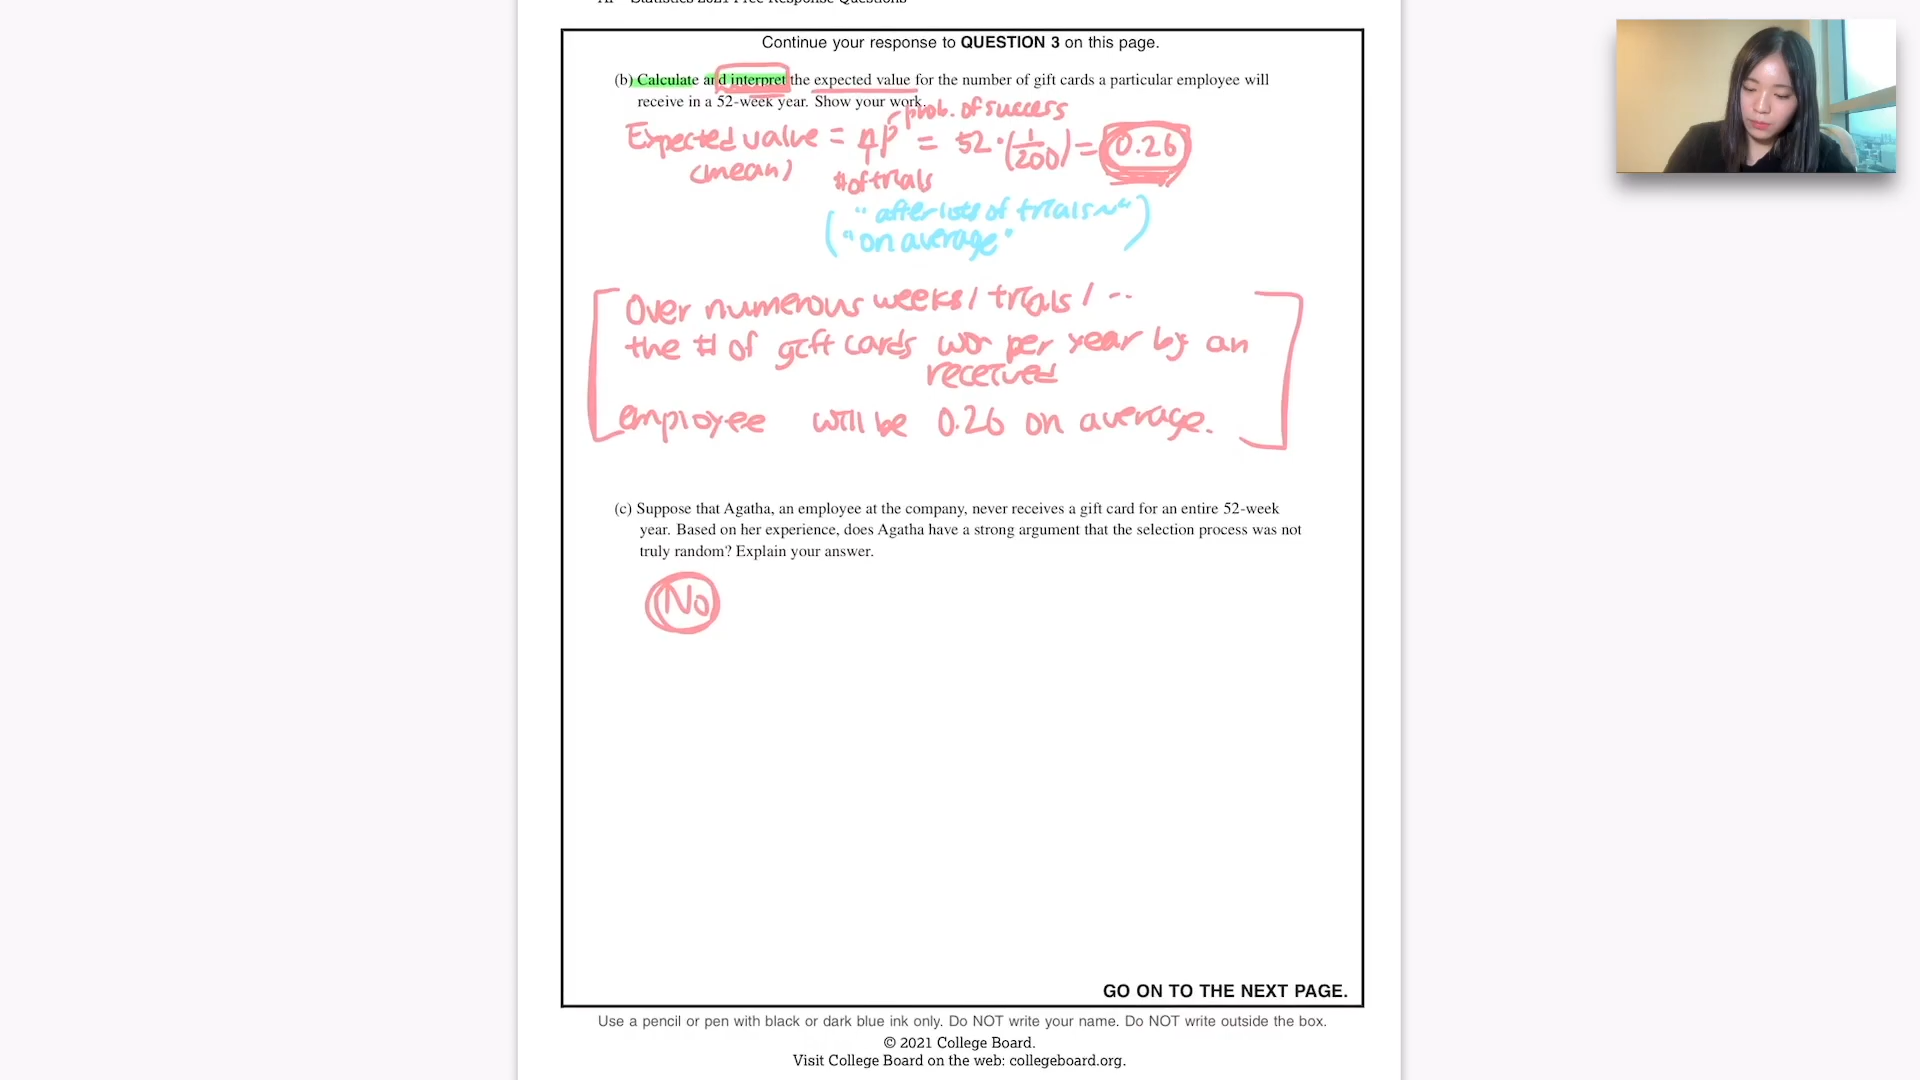 Continue your response to QUESTION 3 on this page.
(b) Calculate and interpret the expected value for the number of gift cards a particular employee will
receive in a 52-week year. Show your work.
prob. of success
Expected value = np = 52·(1/200) = 0.26
(mean) # of trials
("after lots of trials~"
"on average")
Over numerous weeks / trials / ..
the # of gift cards won per year by an
received
employee will be 0.26 on average.
(c) Suppose that Agatha, an employee at the company, never receives a gift card for an entire 52-week
year. Based on her experience, does Agatha have a strong argument that the selection process was not
truly random? Explain your answer.
No
GO ON TO THE NEXT PAGE.
Use a pencil or pen with black or dark blue ink only. Do NOT write your name. Do NOT write outside the box.
© 2021 College Board.
Visit College Board on the web: collegeboard.org.